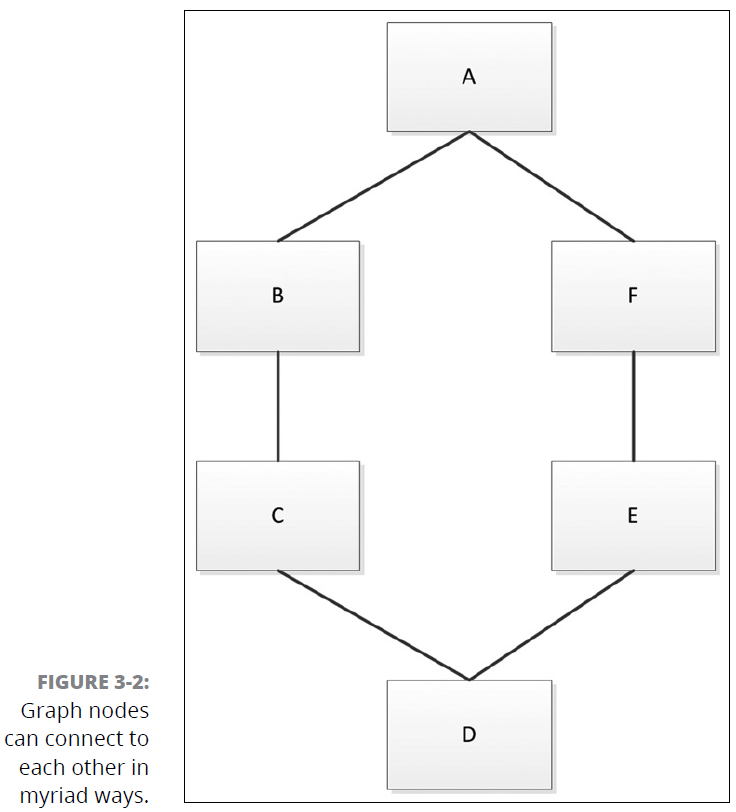 A
B
F
C
E
D
FIGURE 3-2:
Graph nodes
can connect to
each other in
myriad ways.